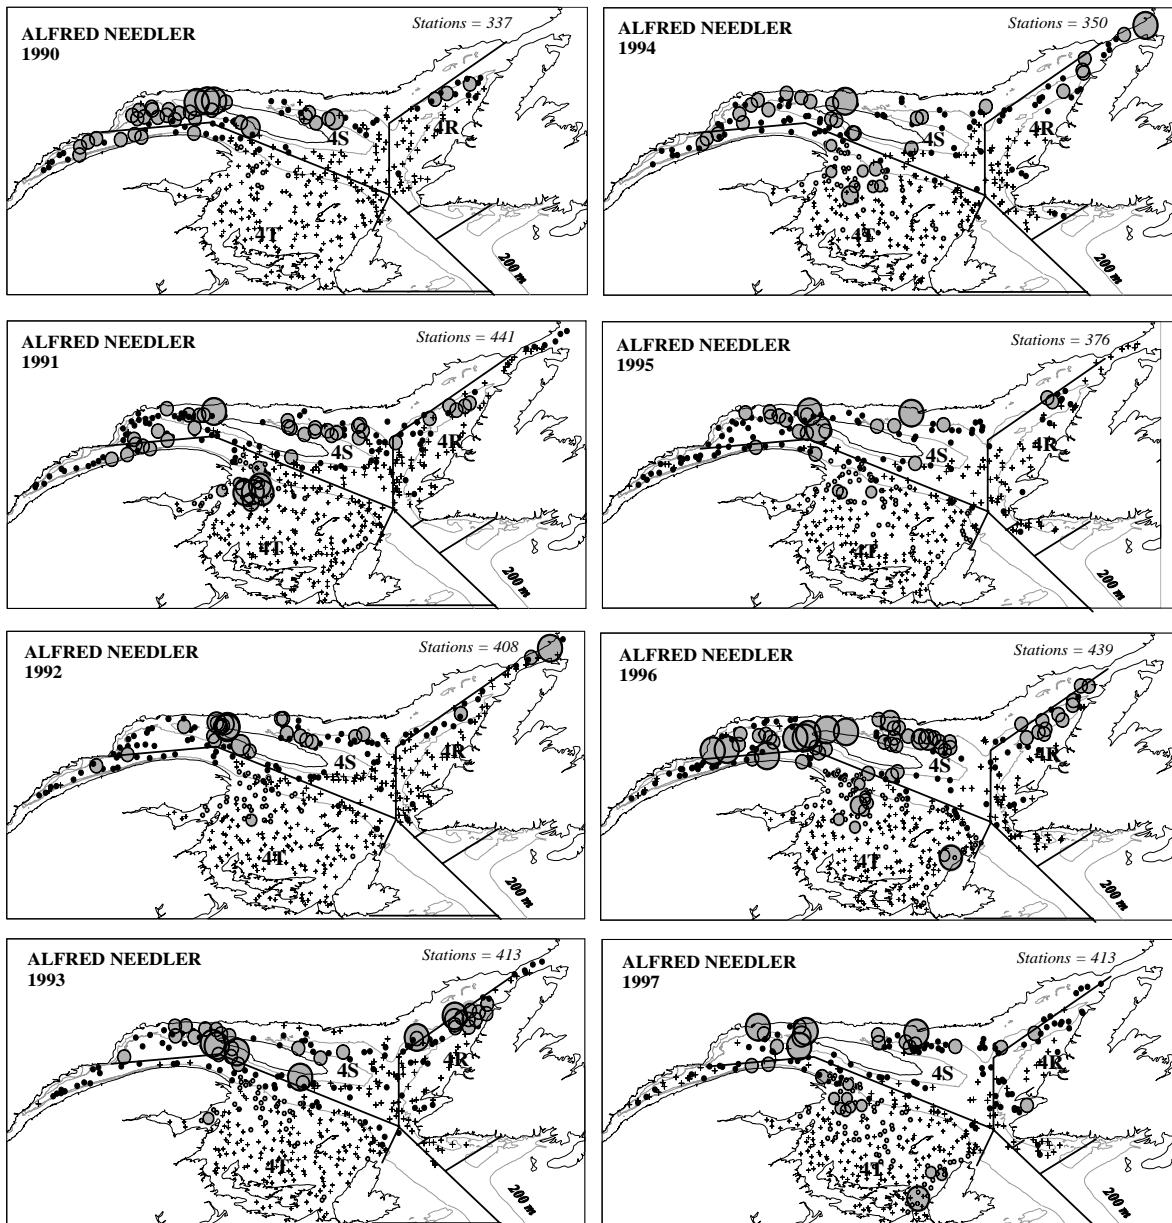 ALFRED NEEDLER
1990
Stations = 337
4R
4S
4T
200 m
ALFRED NEEDLER
1994
Stations = 350
4R
4S
4T
200 m
ALFRED NEEDLER
1991
Stations = 441
4R
4S
4T
200 m
ALFRED NEEDLER
1995
Stations = 376
4R
4S
4T
200 m
ALFRED NEEDLER
1992
Stations = 408
4R
4S
4T
200 m
ALFRED NEEDLER
1996
Stations = 439
4R
4S
4T
200 m
ALFRED NEEDLER
1993
Stations = 413
4R
4S
4T
200 m
ALFRED NEEDLER
1997
Stations = 413
4R
4S
4T
200 m